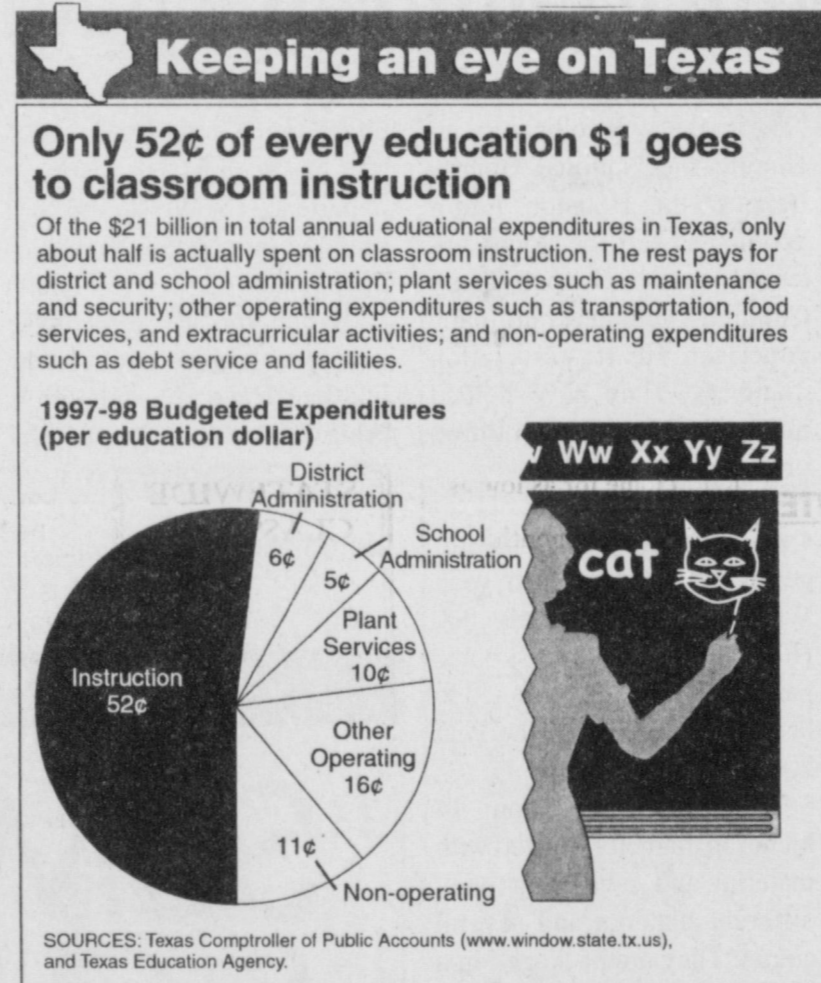 Keeping an eye on Texas
Only 52¢ of every education $1 goes
to classroom instruction
Of the $21 billion in total annual eduational expenditures in Texas, only
about half is actually spent on classroom instruction. The rest pays for
district and school administration; plant services such as maintenance
and security; other operating expenditures such as transportation, food
services, and extracurricular activities; and non-operating expenditures
such as debt service and facilities.
1997-98 Budgeted Expenditures
(per education dollar)
District
Administration
6¢
School
Administration
5¢
Plant
Services
10¢
Instruction
52¢
Other
Operating
16¢
11¢
Non-operating
Ww Xx Yy Zz
cat
SOURCES: Texas Comptroller of Public Accounts (www.window.state.tx.us),
and Texas Education Agency.